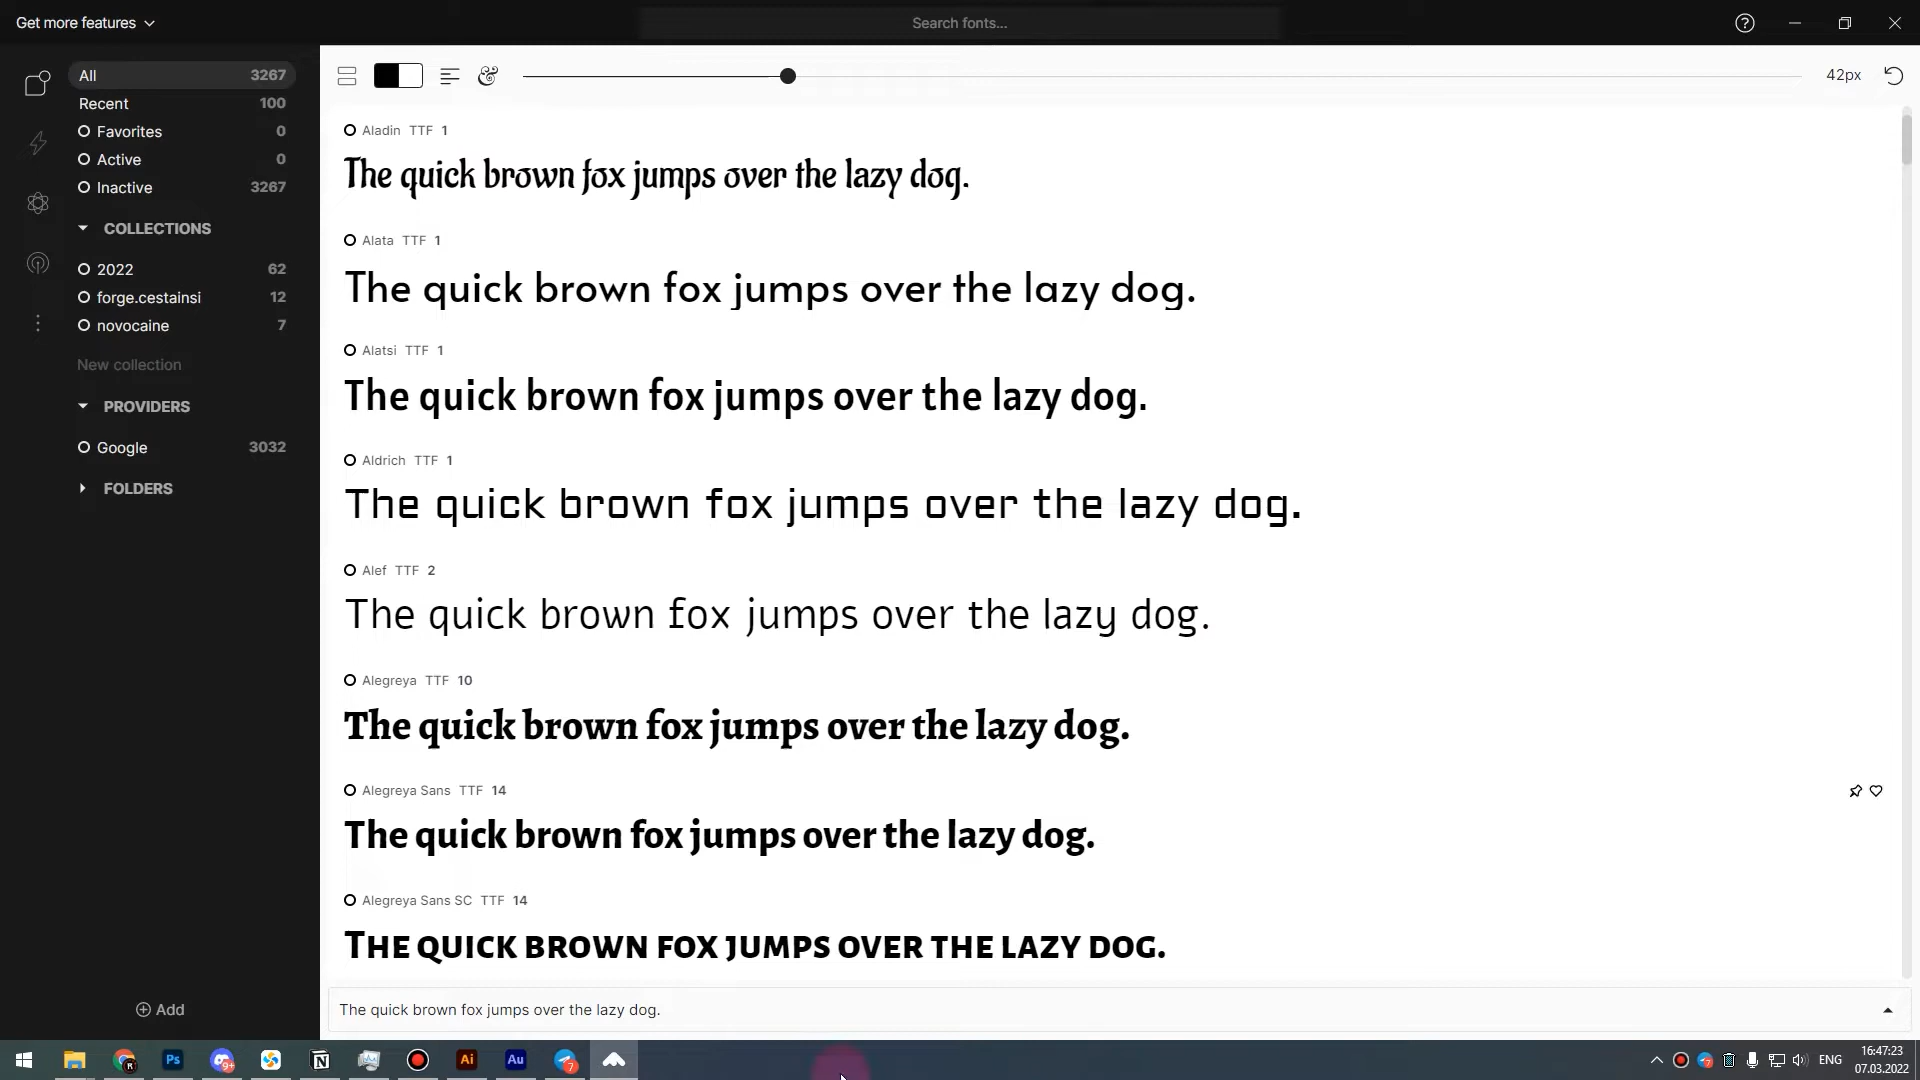 Get more features
Search fonts...
All 3267
Recent 100
Favorites 0
Active 0
Inactive 3267
COLLECTIONS
2022 62
forge.cestainsi 12
novocaine 7
New collection
PROVIDERS
Google 3032
FOLDERS
Add
42px
Aladin TTF 1
The quick brown fox jumps over the lazy dog.
Alata TTF 1
The quick brown fox jumps over the lazy dog.
Alatsi TTF 1
The quick brown fox jumps over the lazy dog.
Aldrich TTF 1
The quick brown fox jumps over the lazy dog.
Alef TTF 2
The quick brown fox jumps over the lazy dog.
Alegreya TTF 10
The quick brown fox jumps over the lazy dog.
Alegreya Sans TTF 14
The quick brown fox jumps over the lazy dog.
Alegreya Sans SC TTF 14
The quick brown fox jumps over the lazy dog.
The quick brown fox jumps over the lazy dog.
R Ps 9+ N Ai Au 7
7 ENG 16:47:23
07.03.2022